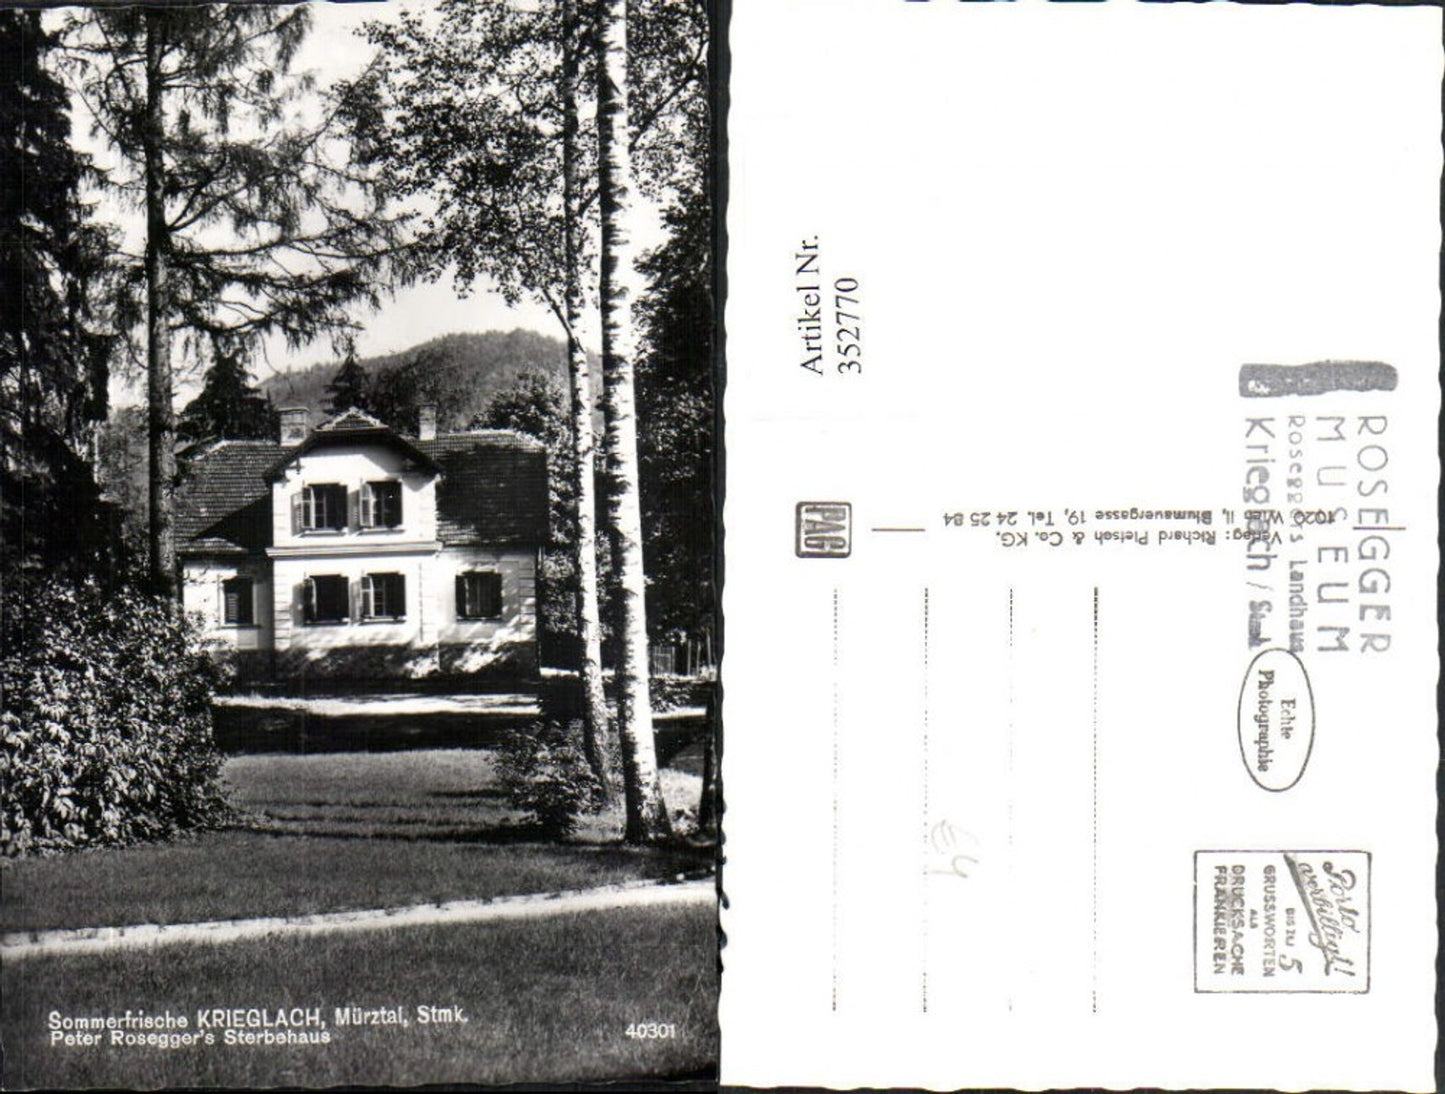 Sommerfrische KRIEGLACH, Mürztal, Stmk.
Peter Rosegger's Sterbehaus
40301
Artikel Nr.
3522770
PAG
Verlag: Richard Pietsch & Co. KG.
1020 Wien II, Blumauergasse 19, Tel. 24 25 84
ROSEGGER
MUSEUM
Roseggers Landhaus
Krieglach / Stmk
Echte
Photographie
Porto
verbilligt!
BIS ZU 5
GRUSSWORTEN
ALS
DRUCKSACHE
FRANKIEREN